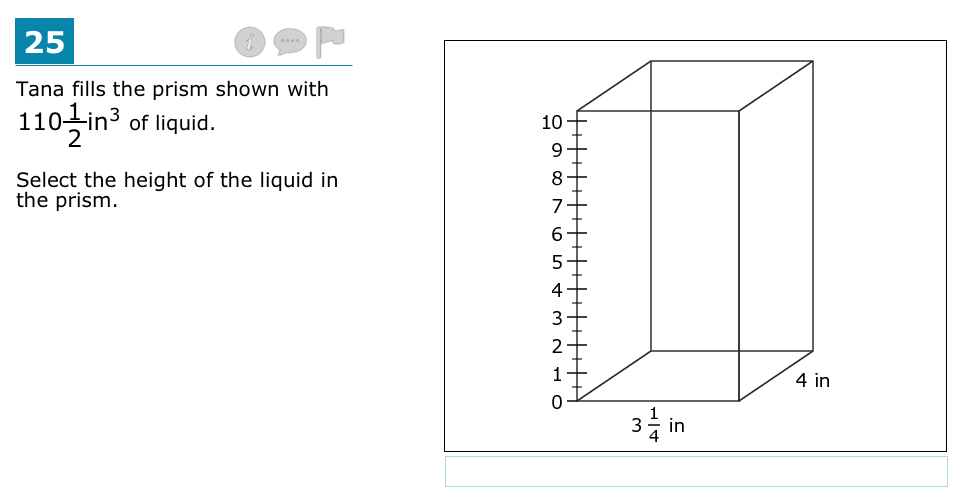 25
Tana fills the prism shown with
110 1/2 in³ of liquid.
Select the height of the liquid in
the prism.
10
9
8
7
6
5
4
3
2
1
0
4 in
3 1/4 in